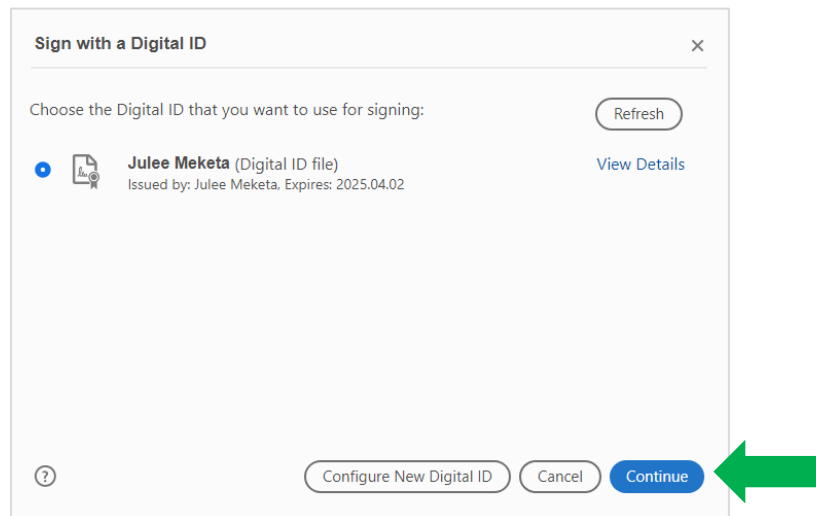 Sign with a Digital ID
Choose the Digital ID that you want to use for signing:
Refresh
Julee Meketa (Digital ID file)
View Details
Issued by: Julee Meketa, Expires: 2025.04.02
?
Configure New Digital ID
Cancel
Continue